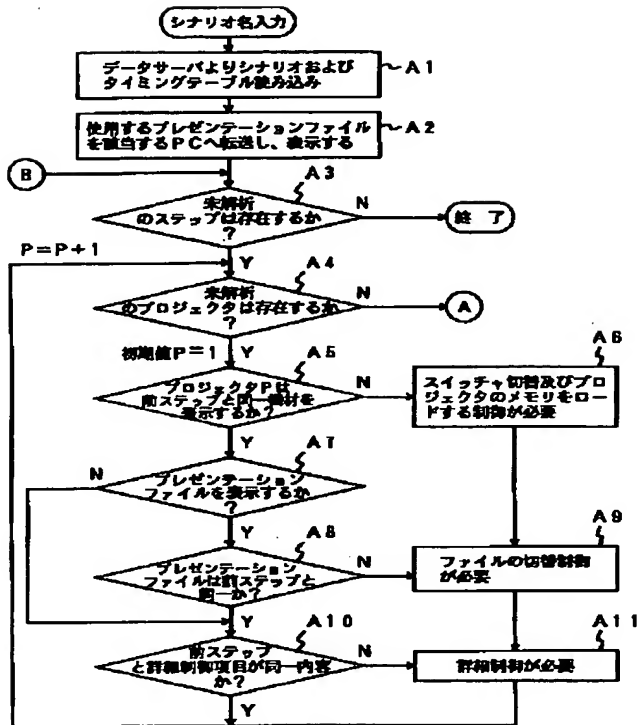 シナリオ名入力
データサーバよりシナリオおよび
タイミングテーブル読み込み
A1
使用するプレゼンテーションファイル
を該当するPCへ転送し、表示する
A2
B
A3
未解析
のステップは存在するか
?
N
終 了
P=P+1
Y
A4
未解析
のプロジェクタは存在するか
?
N
A
初期値P=1
Y
A5
プロジェクタPは
前ステップと同一機材を
表示するか?
N
A6
スイッチャ切替及びプロ
ジェクタのメモリをロー
ドする制御が必要
Y
A7
N
プレゼンテーション
ファイルを表示するか
?
Y
A8
プレゼンテーション
ファイルは前ステップと
同一か?
N
A9
ファイルの切替制御
が必要
Y
A10
前ステップ
と詳細制御項目が同一内容
か?
N
A11
詳細制御が必要
Y